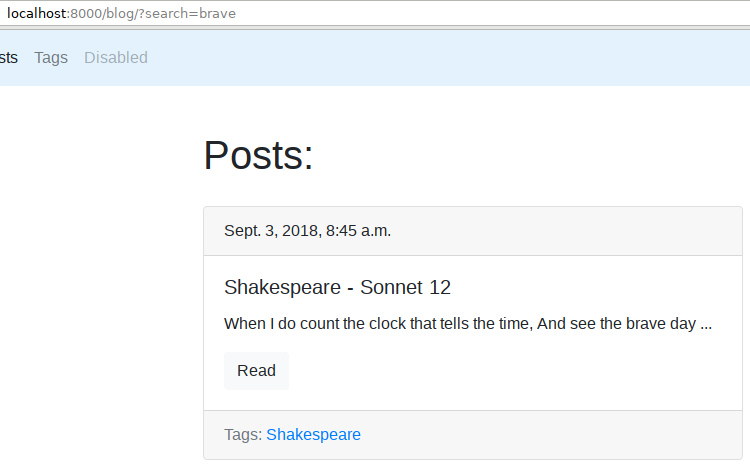 localhost:8000/blog/?search=brave
sts Tags Disabled
Posts:
Sept. 3, 2018, 8:45 a.m.
Shakespeare - Sonnet 12
When I do count the clock that tells the time, And see the brave day ...
Read
Tags: Shakespeare